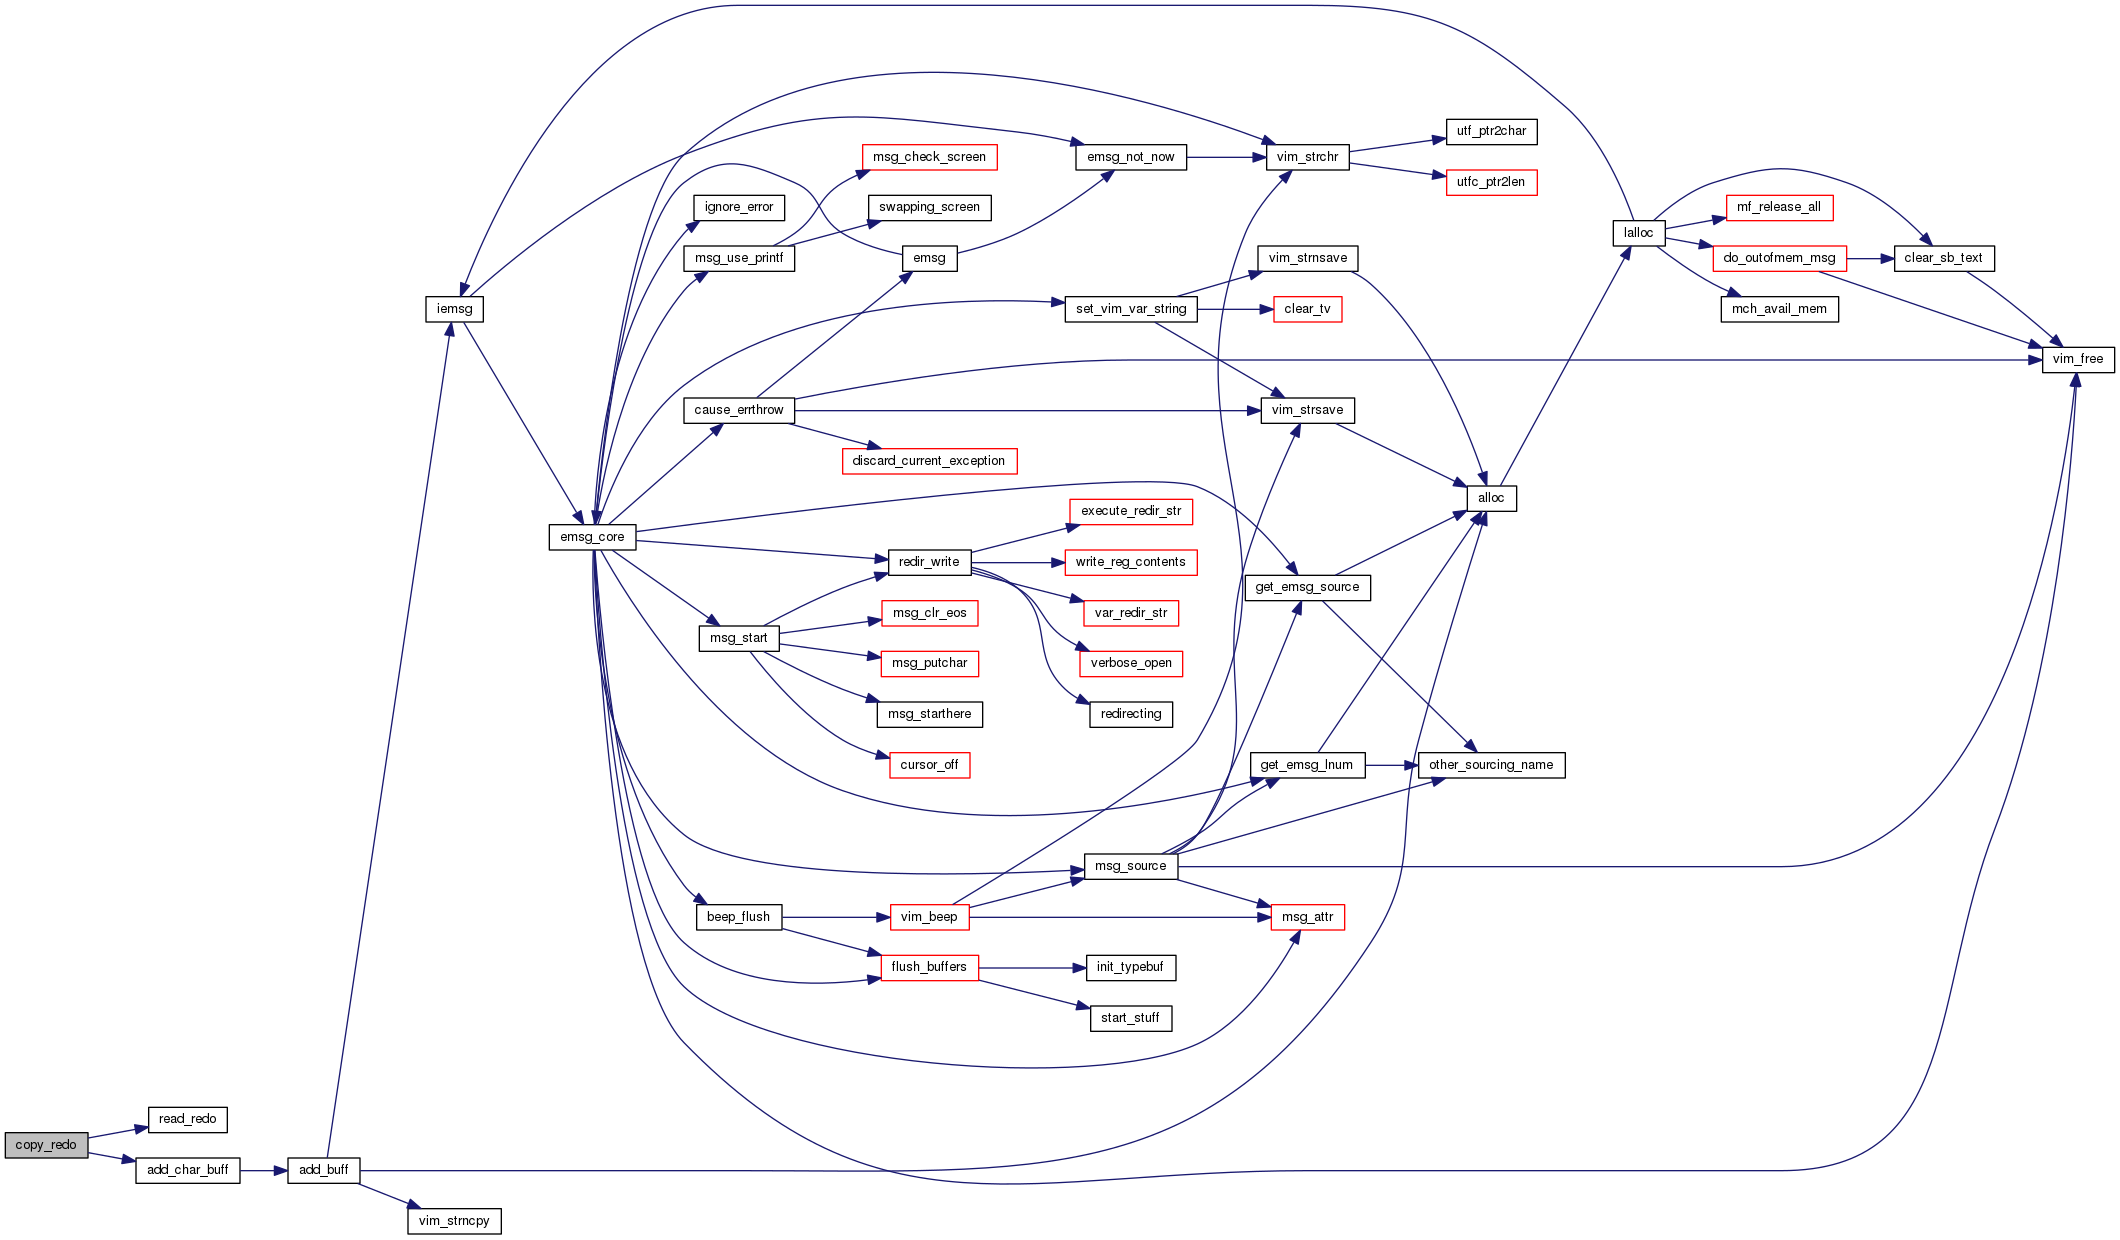 utf_ptr2char
msg_check_screen
emsg_not_now
vim_strchr
utfc_ptr2len
ignore_error
swapping_screen
mf_release_all
lalloc
msg_use_printf
emsg
vim_strnsave
do_outofmem_msg
clear_sb_text
iemsg
set_vim_var_string
clear_tv
mch_avail_mem
vim_free
cause_errthrow
vim_strsave
discard_current_exception
alloc
execute_redir_str
emsg_core
redir_write
write_reg_contents
get_emsg_source
msg_clr_eos
var_redir_str
msg_start
msg_putchar
verbose_open
msg_starthere
redirecting
cursor_off
get_emsg_lnum
other_sourcing_name
msg_source
beep_flush
vim_beep
msg_attr
flush_buffers
init_typebuf
start_stuff
read_redo
copy_redo
add_char_buff
add_buff
vim_strncpy